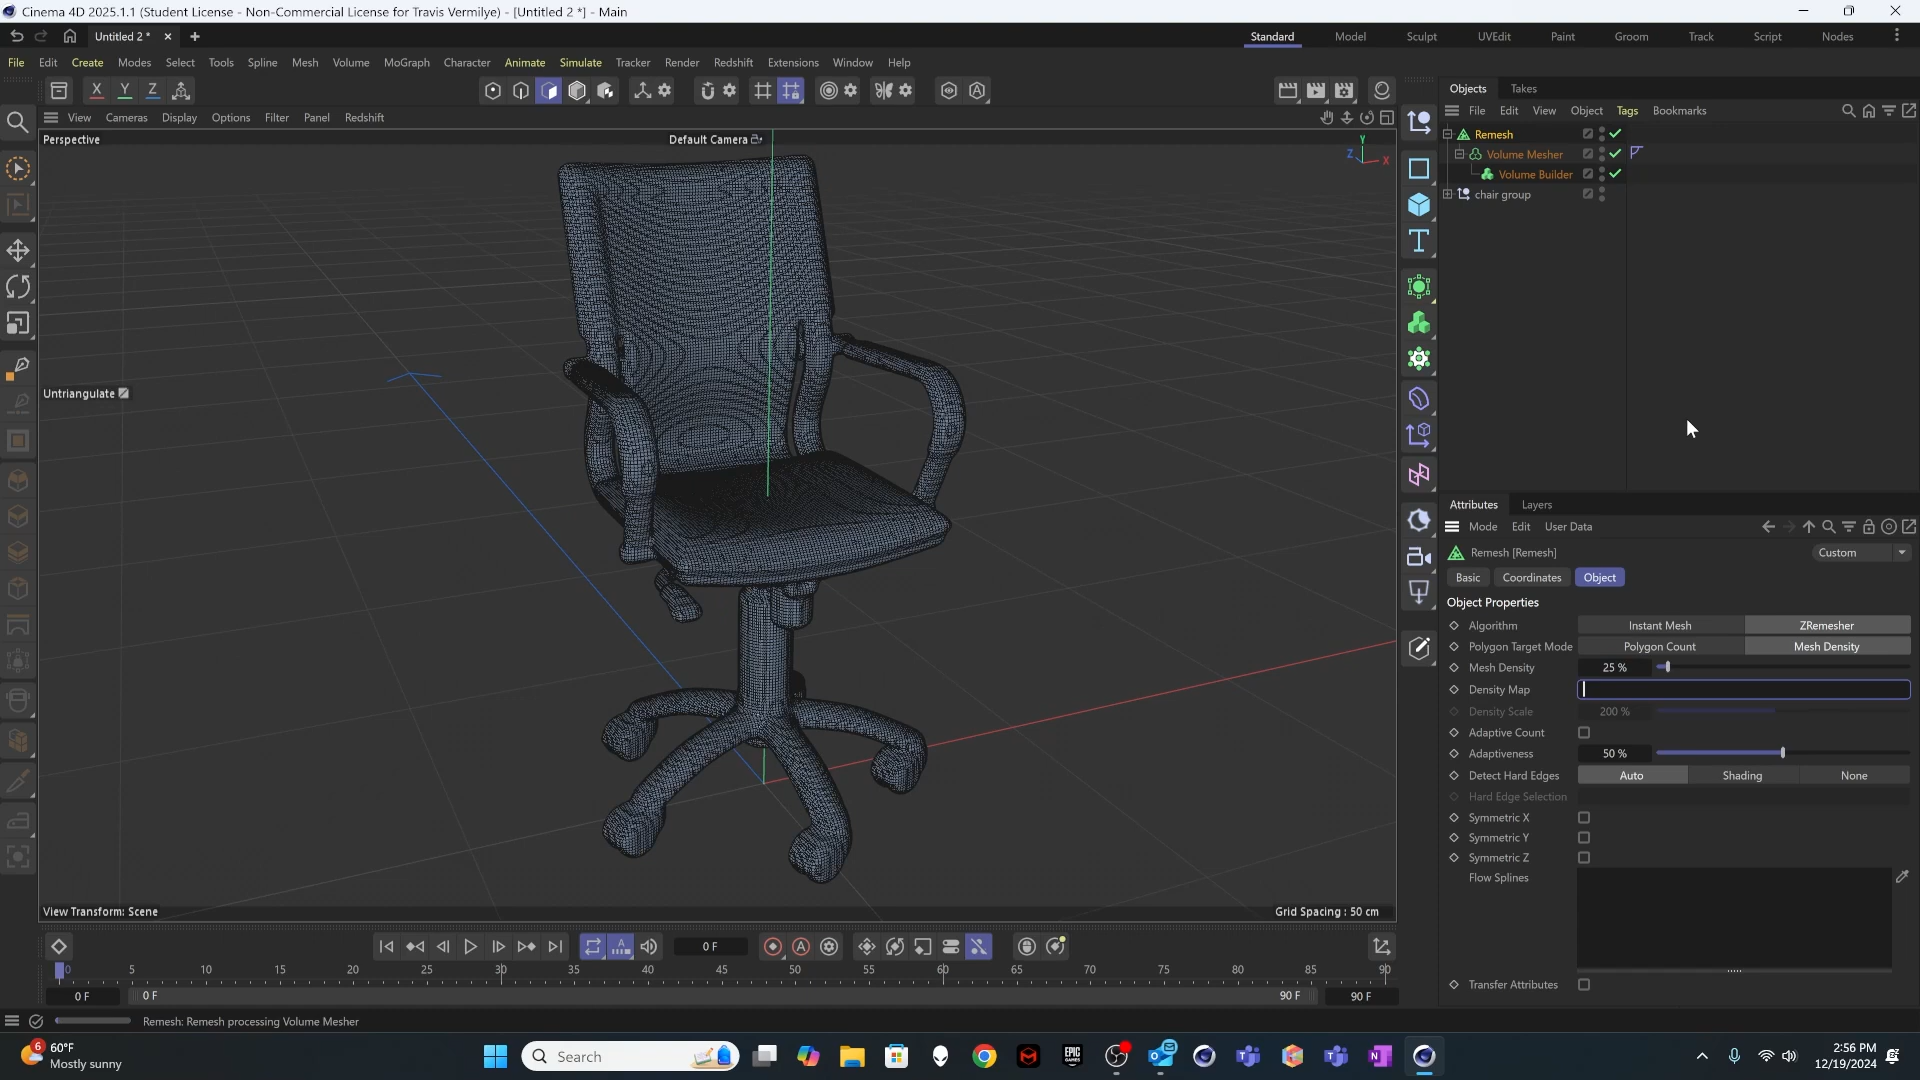 Cinema 4D 2025.1.1 (Student License - Non-Commercial License for Travis Vermilye) - [Untitled 2 *] - Main
Untitled 2 *
Standard Model Sculpt UVEdit Paint Groom Track Script Nodes
File Edit Create Modes Select Tools Spline Mesh Volume MoGraph Character Animate Simulate Tracker Render Redshift Extensions Window Help
X Y Z
Objects Takes
View Cameras Display Options Filter Panel Redshift
File Edit View Object Tags Bookmarks
Perspective
Default Camera
Y
Z X
Remesh
Volume Mesher
Volume Builder
chair group
Untriangulate
Attributes Layers
Mode Edit User Data
Remesh [Remesh]
Custom
Basic Coordinates Object
Object Properties
Algorithm Instant Mesh ZRemesher
Polygon Target Mode Polygon Count Mesh Density
Mesh Density 25 %
Density Map
Density Scale 200 %
Adaptive Count
Adaptiveness 50 %
Detect Hard Edges Auto Shading None
Hard Edge Selection
Symmetric X
Symmetric Y
Symmetric Z
Flow Splines
Transfer Attributes
View Transform: Scene
Grid Spacing : 50 cm
0 F
0 5 10 15 20 25 30 35 40 45 50 55 60 65 70 75 80 85 90
0 F 0 F 90 F 90 F
Remesh: Remesh processing Volume Mesher
6
60°F
Mostly sunny
Search
EPIC GAMES
2:56 PM
12/19/2024